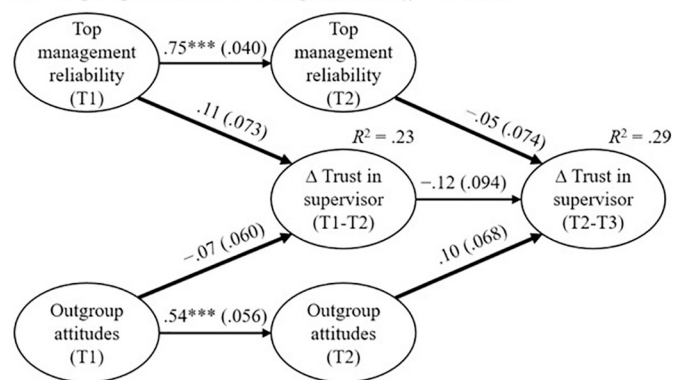 Top
management
reliability
(T1)
.75*** (.040)
Top
management
reliability
(T2)
.11 (.073)
−.05 (.074)
R² = .23
R² = .29
Δ Trust in
supervisor
(T1-T2)
−.12 (.094)
Δ Trust in
supervisor
(T2-T3)
−.07 (.060)
.10 (.068)
Outgroup
attitudes
(T1)
.54*** (.056)
Outgroup
attitudes
(T2)